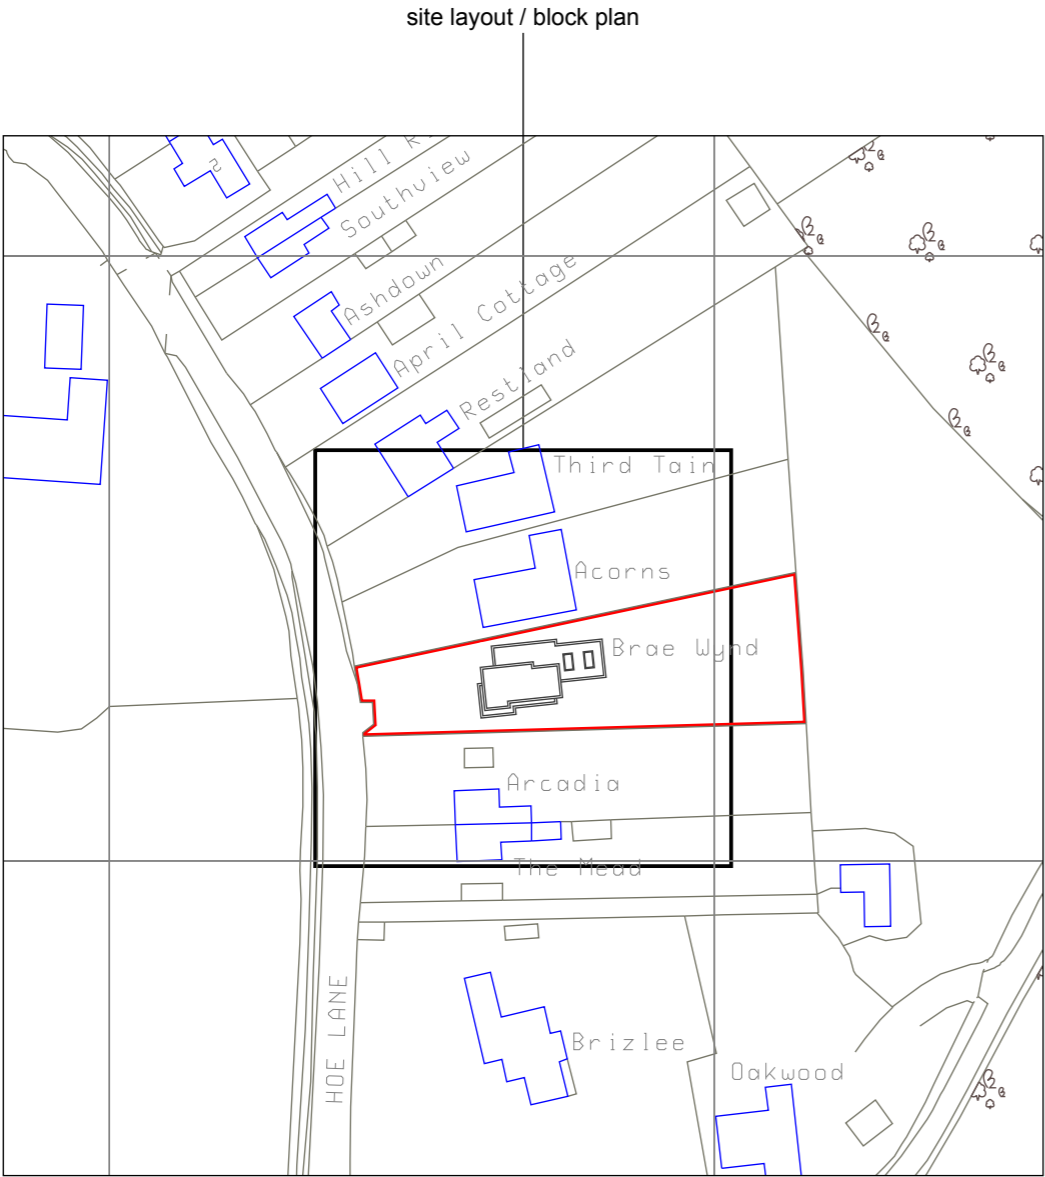 site layout / block plan
2
Hill R
Southview
Ashdown
April Cottage
Restland
Third Tain
Acorns
Brae Wynd
Arcadia
The Mead
HOE LANE
Brizlee
Oakwood